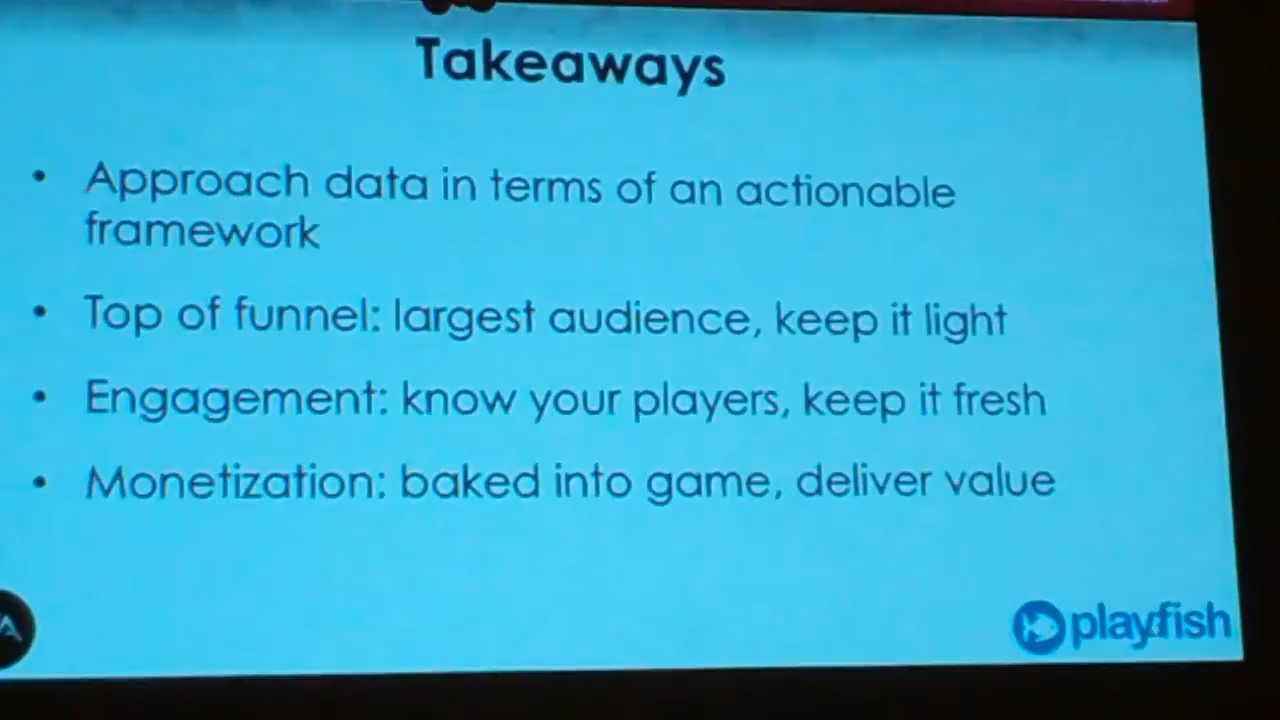 Takeaways
• Approach data in terms of an actionable
framework
• Top of funnel: largest audience, keep it light
• Engagement: know your players, keep it fresh
• Monetization: baked into game, deliver value
playfish